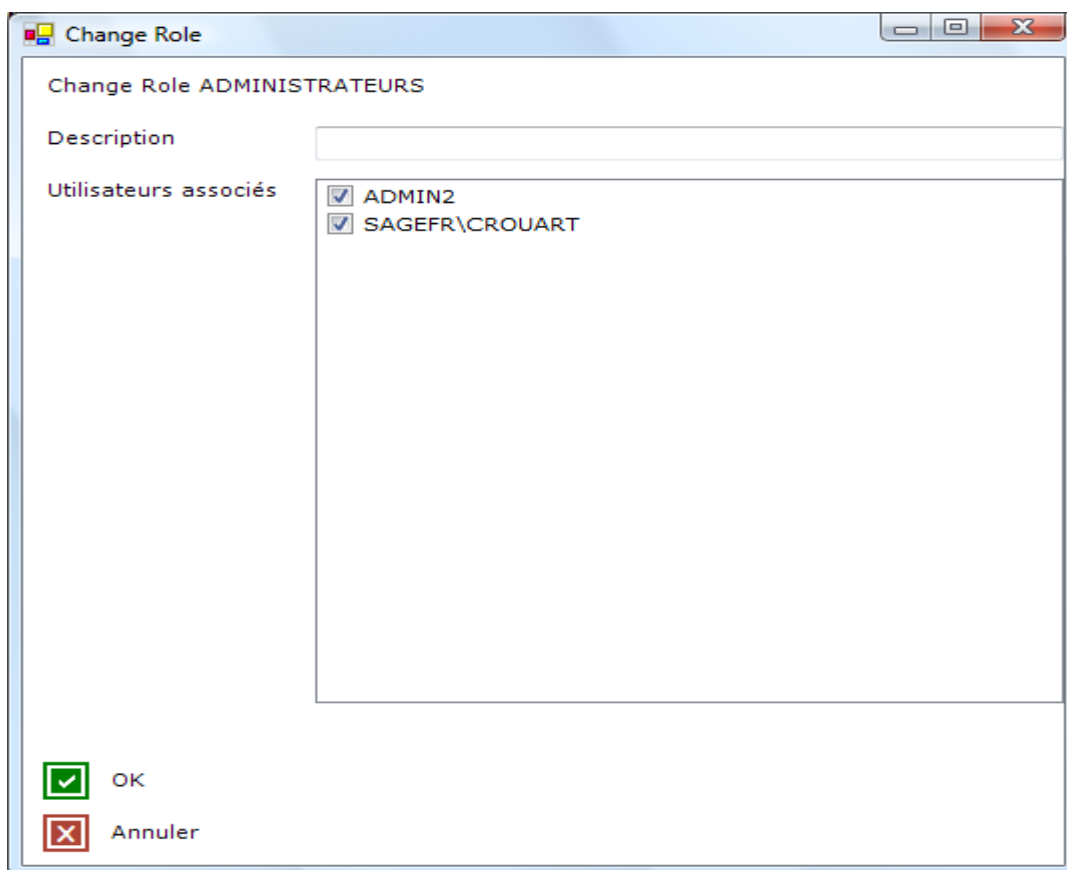 Change Role
Change Role ADMINISTRATEURS
Description
Utilisateurs associés
ADMIN2
SAGEFR\CROUART
OK
Annuler